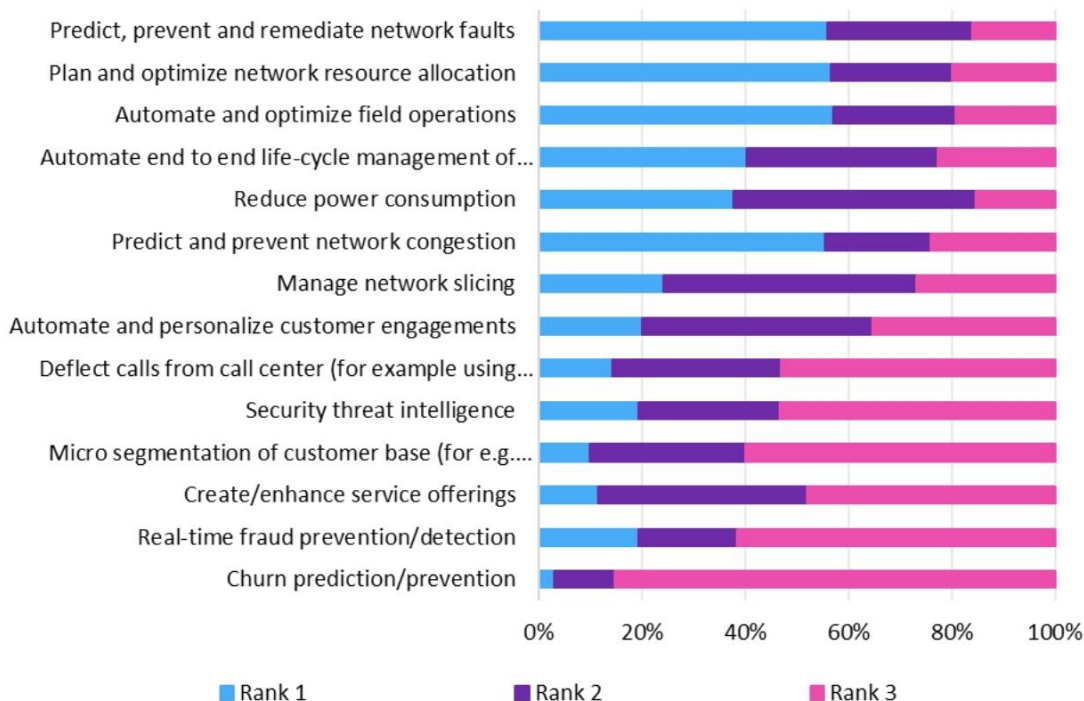 Predict, prevent and remediate network faults
Plan and optimize network resource allocation
Automate and optimize field operations
Automate end to end life-cycle management of...
Reduce power consumption
Predict and prevent network congestion
Manage network slicing
Automate and personalize customer engagements
Deflect calls from call center (for example using...
Security threat intelligence
Micro segmentation of customer base (for e.g....
Create/enhance service offerings
Real-time fraud prevention/detection
Churn prediction/prevention
0% 20% 40% 60% 80% 100%
Rank 1 Rank 2 Rank 3